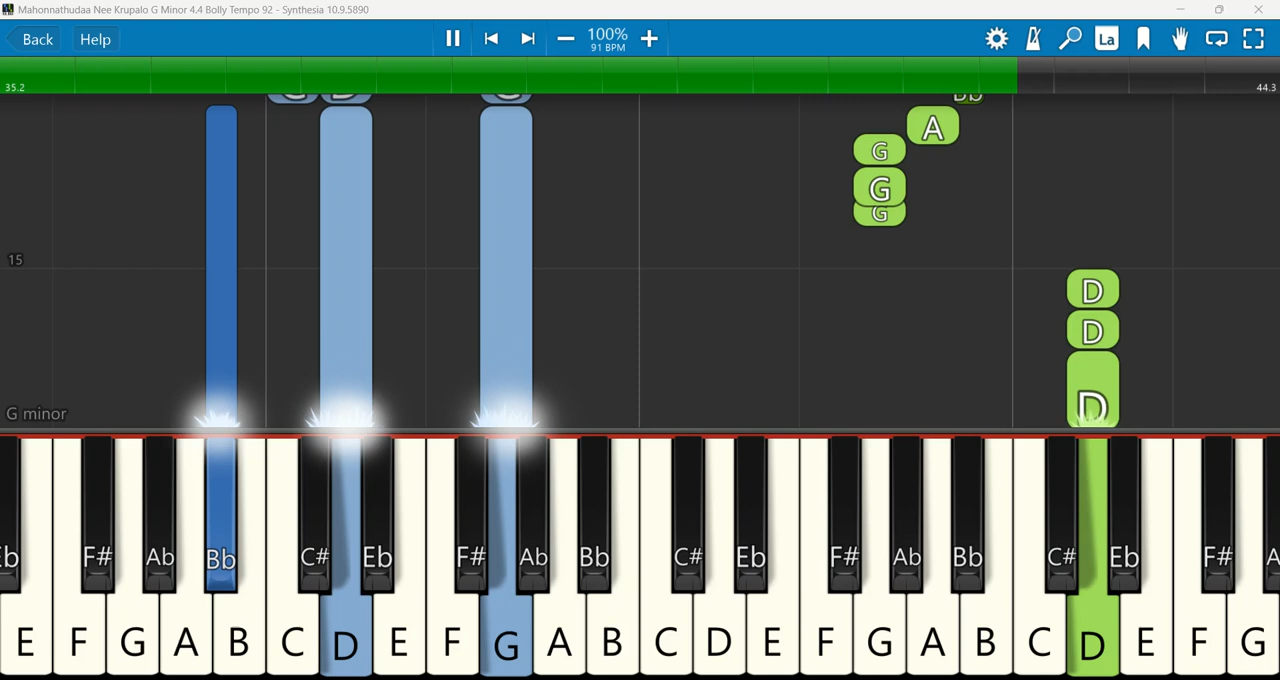 Mahonnathudaa Nee Krupalo G Minor 4.4 Bolly Tempo 92 - Synthesia 10.9.5890
Back Help 100% La
91 BPM
35.2 44.3
Bb
A
G
G
G
15
D
D
G minor D
Eb F# Ab Bb C# Eb F# Ab Bb C# Eb F# Ab Bb C# Eb F#
E F G A B C D E F G A B C D E F G A B C D E F G